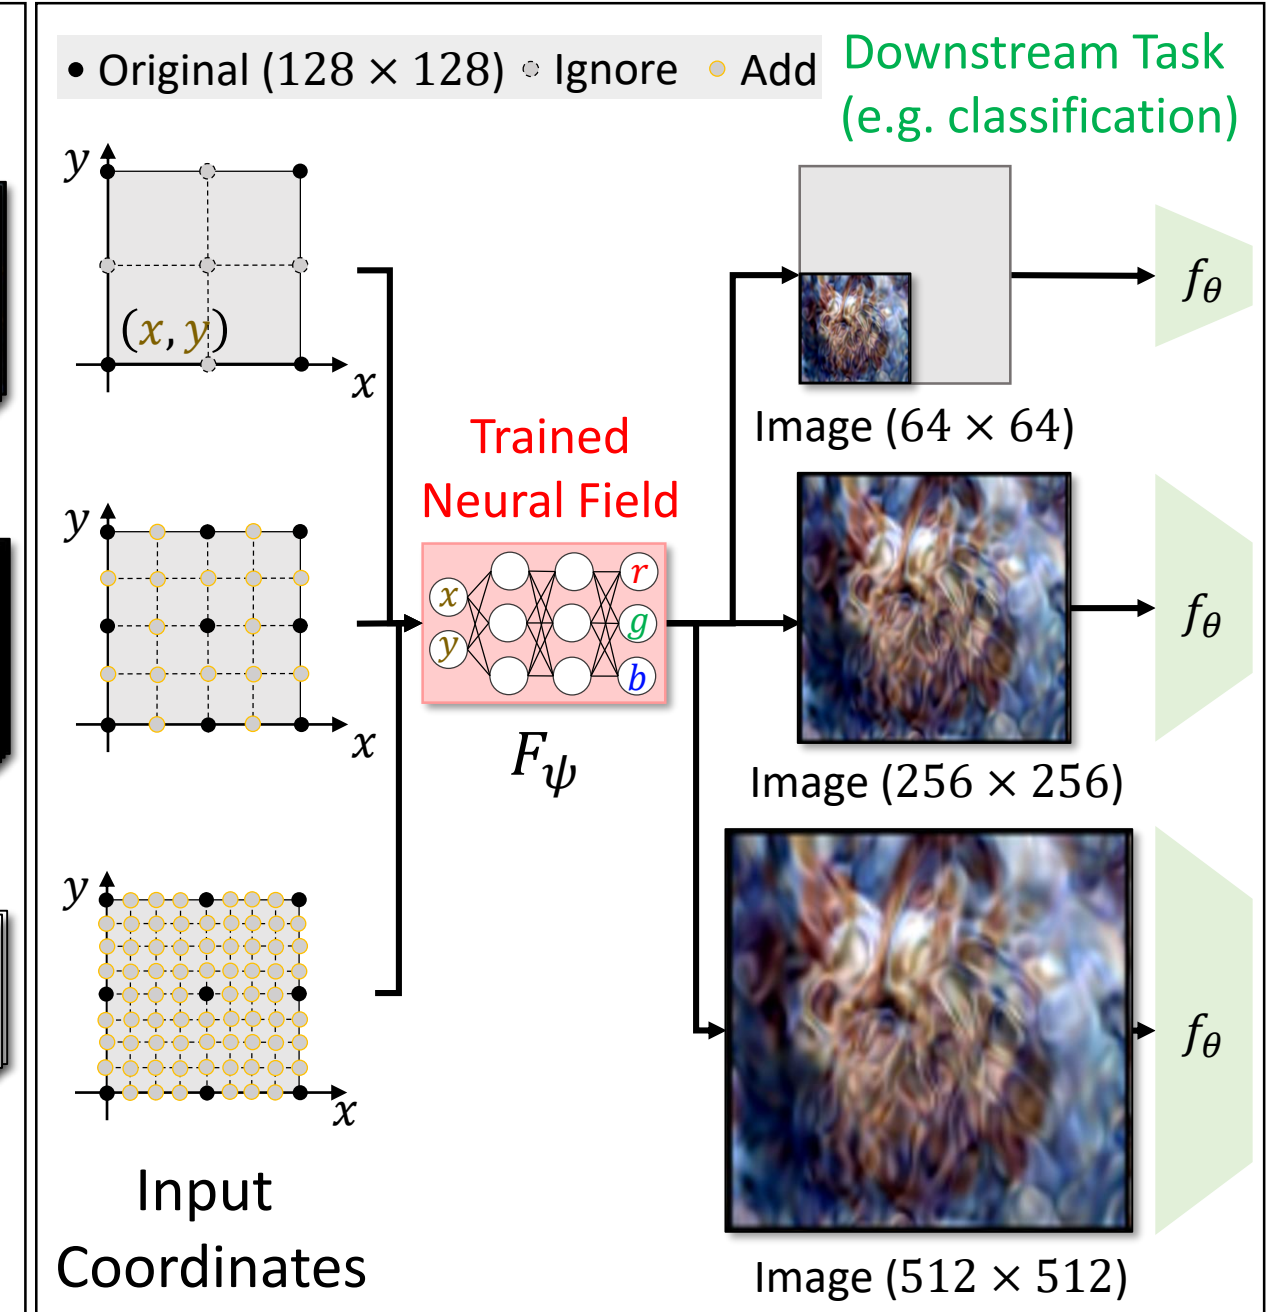 Original (128 × 128) Ignore Add
Downstream Task
(e.g. classification)
y
(x, y)
x
y
x
y
x
Input
Coordinates
Trained
Neural Field
x
y
r
g
b
F_ψ
Image (64 × 64)
f_θ
Image (256 × 256)
f_θ
Image (512 × 512)
f_θ